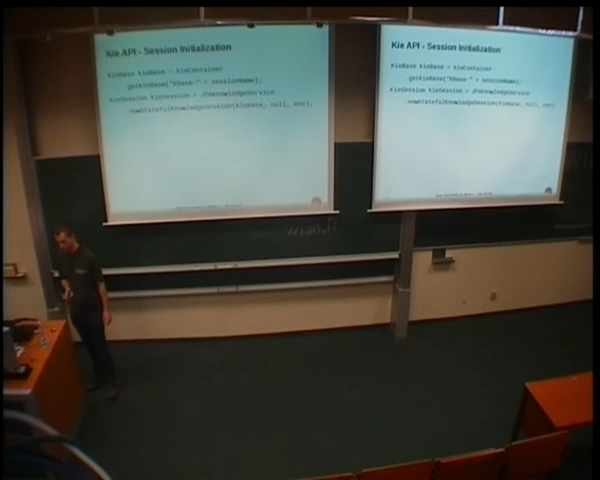 Kie API - Session Initialization
KieBase kieBase = kieContainer
.getKieBase("KBase-" + sessionName);
KieSession kieSession = JPAKnowledgeService
.newStatefulKnowledgeSession(kieBase, null, env);
Kie API - Session Initialization
KieBase kieBase = kieContainer
.getKieBase("KBase-" + sessionName);
KieSession kieSession = JPAKnowledgeService
.newStatefulKnowledgeSession(kieBase, null, env);